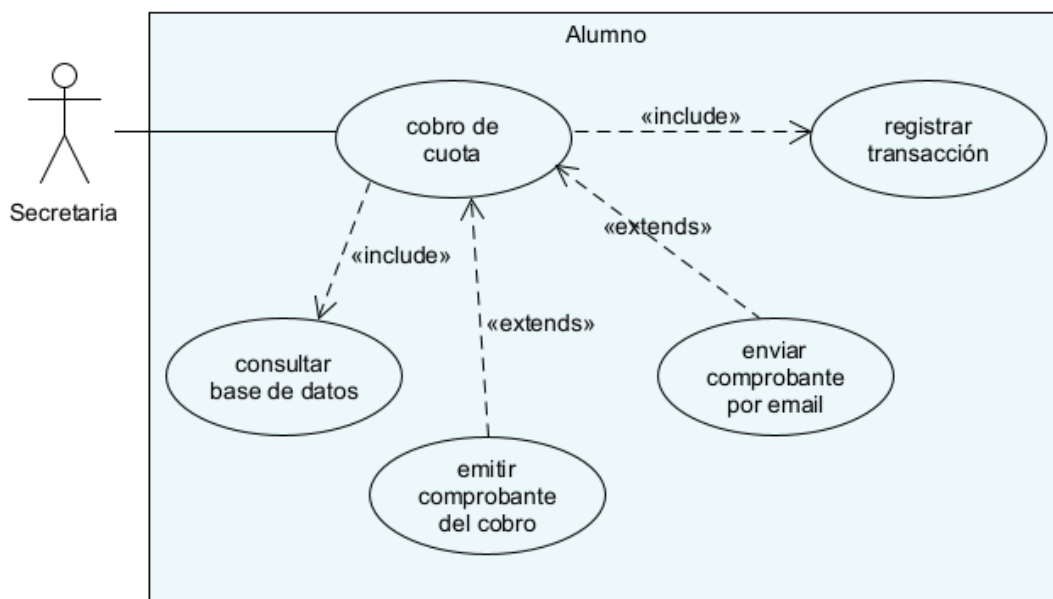 Alumno
Secretaria
cobro de
cuota
«include»
registrar
transacción
«include»
«extends»
«extends»
consultar
base de datos
emitir
comprobante
del cobro
enviar
comprobante
por email